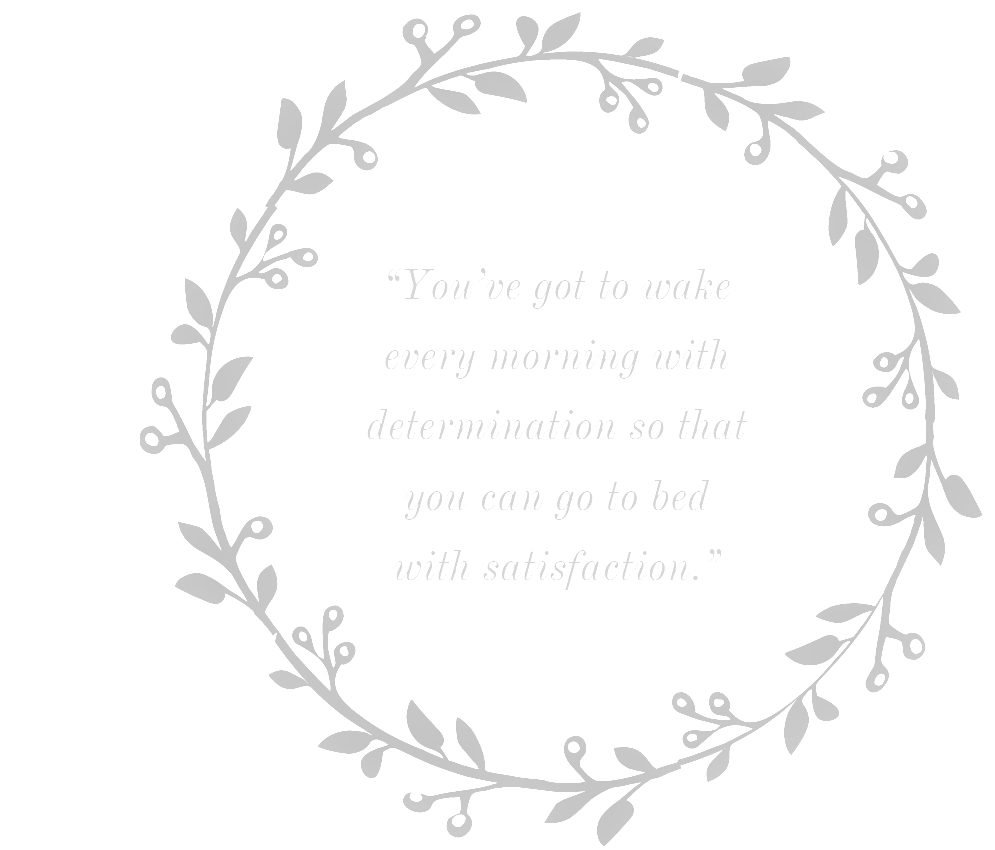 “You’ve got to wake
every morning with
determination so that
you can go to bed
with satisfaction.”